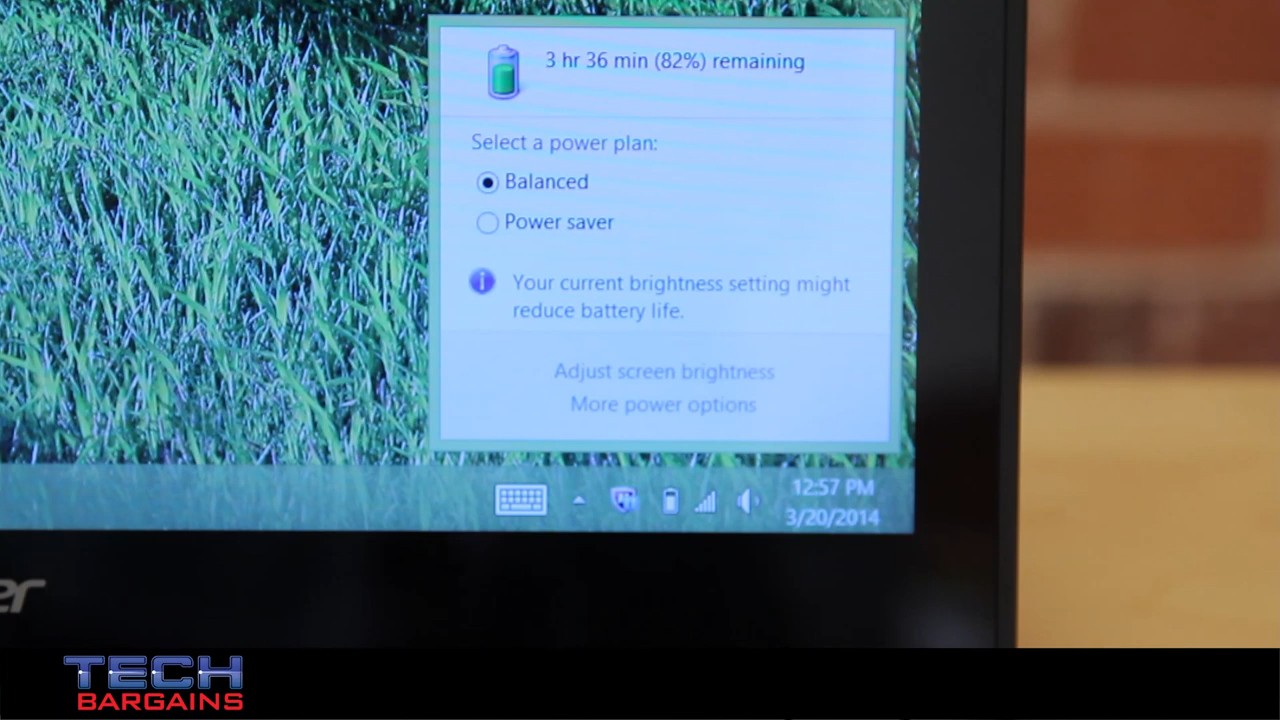 3 hr 36 min (82%) remaining
Select a power plan:
Balanced
Power saver
Your current brightness setting might
reduce battery life.
Adjust screen brightness
More power options
12:57 PM
3/20/2014
er
TECH
BARGAINS